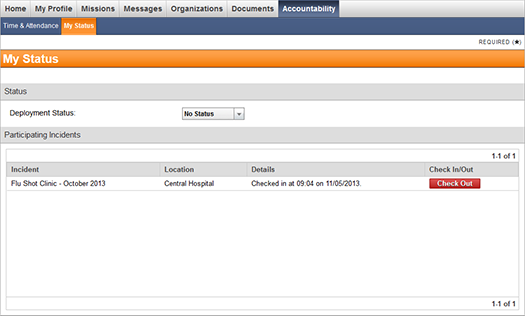 Home My Profile Missions Messages Organizations Documents Accountability
Time & Attendance My Status
REQUIRED (★)
My Status
Status
Deployment Status: No Status
Participating Incidents
1-1 of 1
Incident Location Details Check In/Out
Flu Shot Clinic - October 2013 Central Hospital Checked in at 09:04 on 11/05/2013. Check Out
1-1 of 1